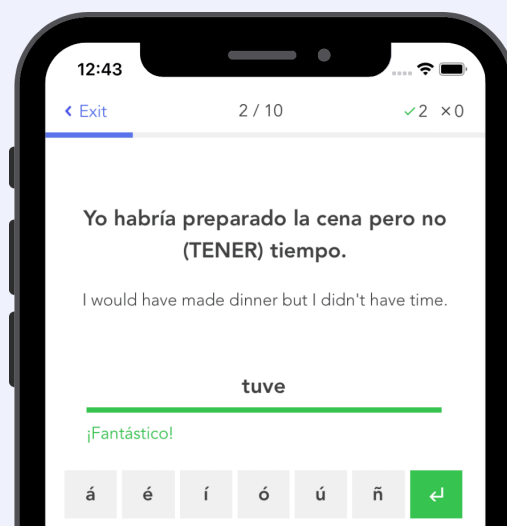 12:43
Exit 2 / 10 ✓2 ×0
Yo habría preparado la cena pero no
(TENER) tiempo.
I would have made dinner but I didn't have time.
tuve
¡Fantástico!
á é í ó ú ñ